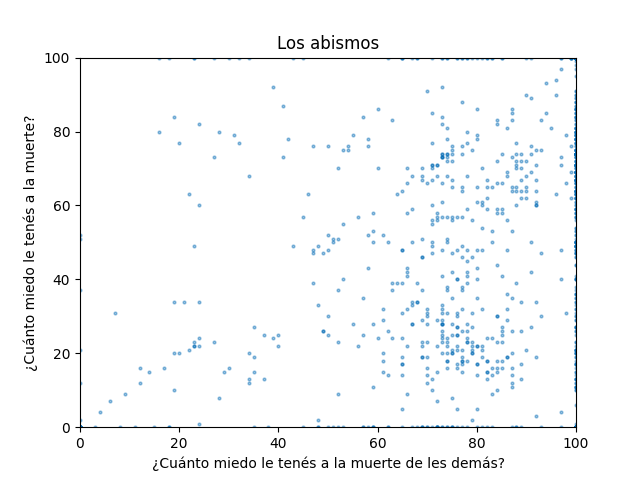 Los abismos
100
80
60
40
20
0
¿Cuánto miedo le tenés a la muerte?
0 20 40 60 80 100
¿Cuánto miedo le tenés a la muerte de les demás?